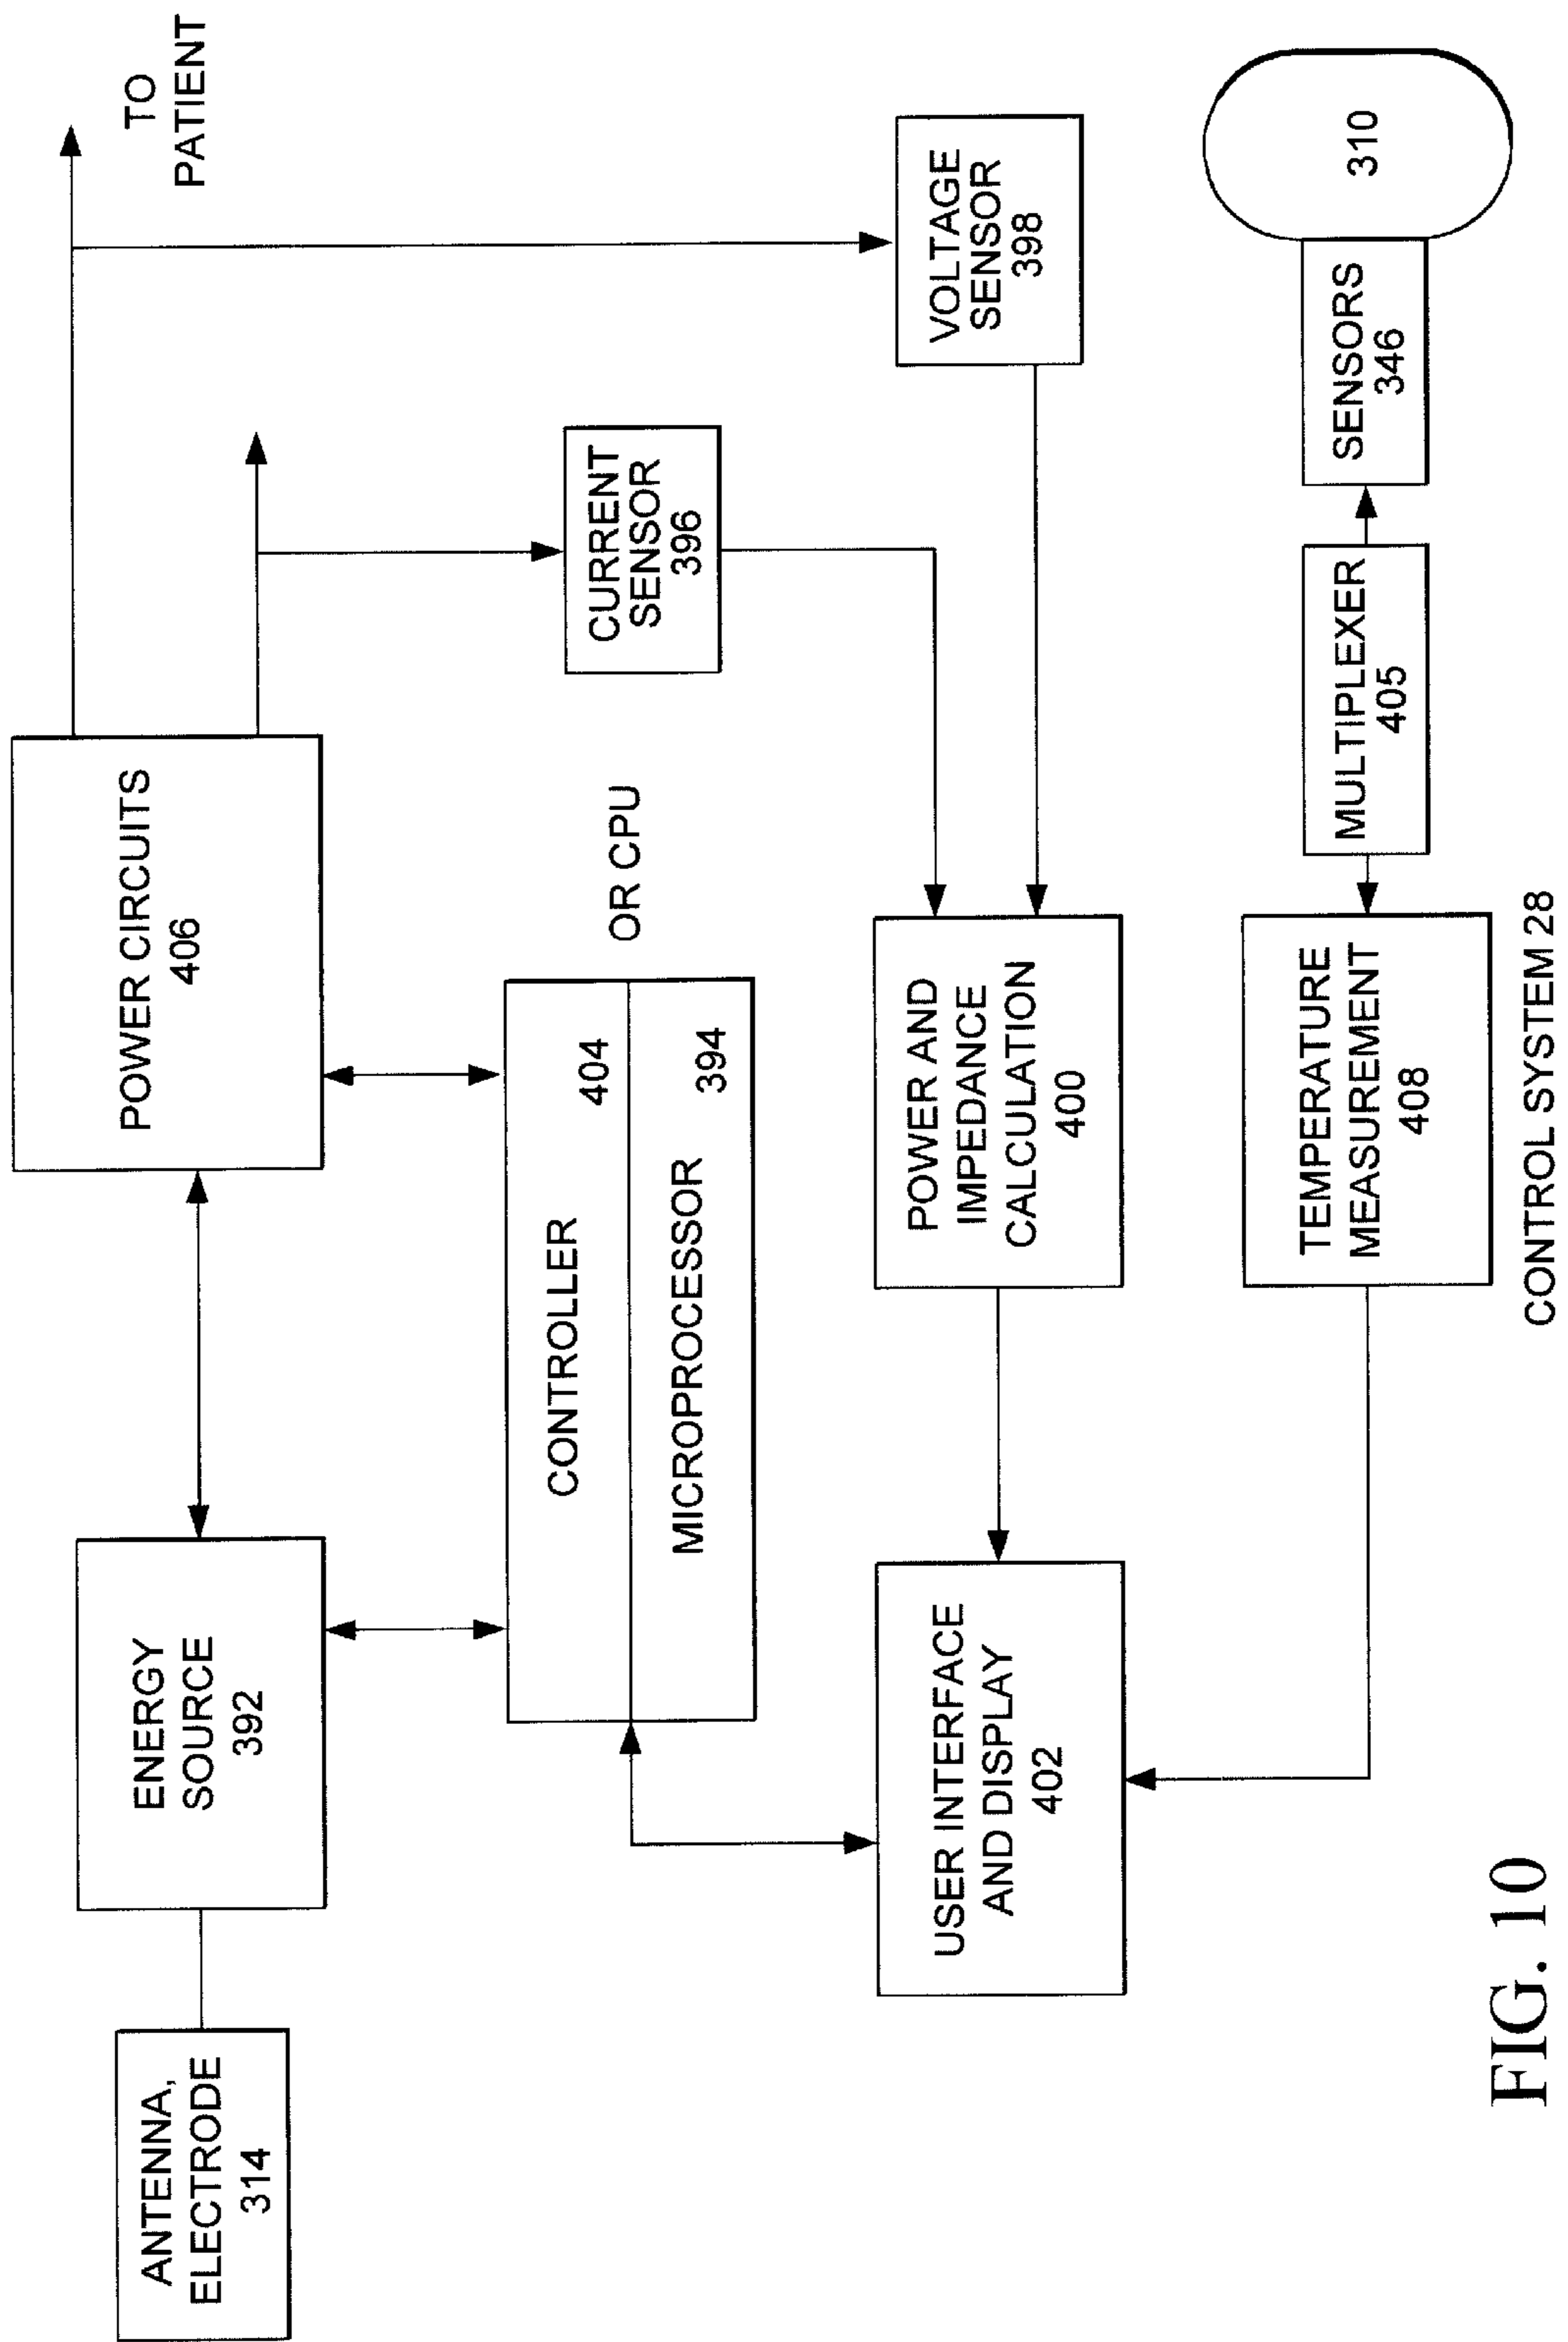 ANTENNA,
ELECTRODE
314
ENERGY
SOURCE
392
POWER CIRCUITS
406
TO
PATIENT
CONTROLLER
404
MICROPROCESSOR
394
OR CPU
CURRENT
SENSOR
396
VOLTAGE
SENSOR
398
USER INTERFACE
AND DISPLAY
402
POWER AND
IMPEDANCE
CALCULATION
400
TEMPERATURE
MEASUREMENT
408
MULTIPLEXER
405
SENSORS
346
310
CONTROL SYSTEM 28
FIG. 10